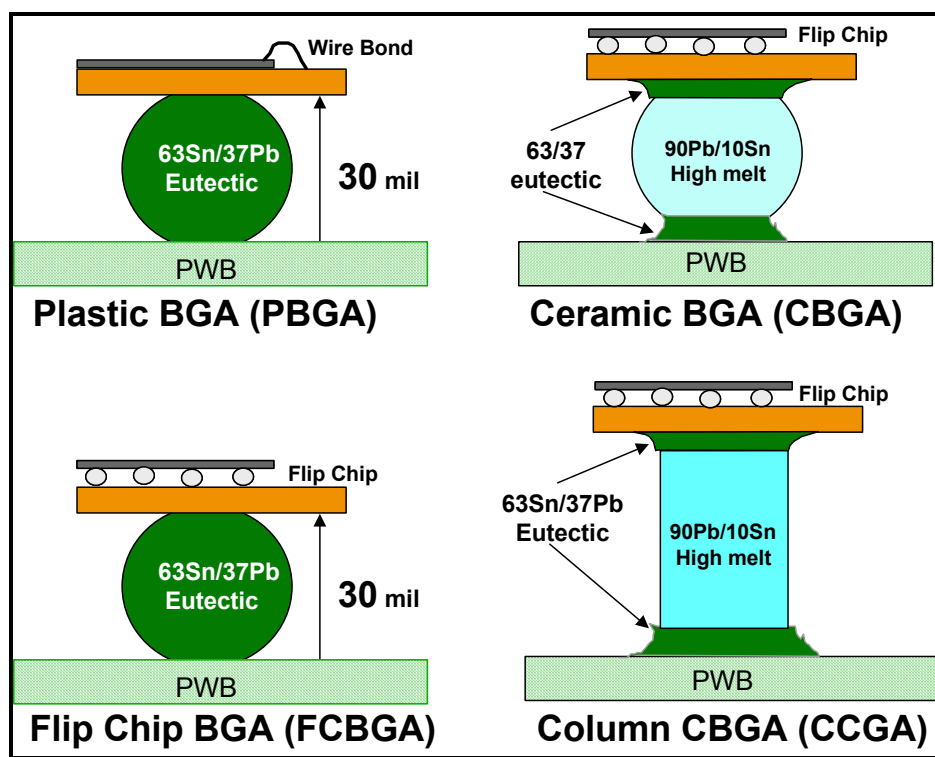 Wire Bond
63Sn/37Pb
Eutectic
30 mil
PWB
Plastic BGA (PBGA)
Flip Chip
63/37
eutectic
90Pb/10Sn
High melt
PWB
Ceramic BGA (CBGA)
Flip Chip
63Sn/37Pb
Eutectic
30 mil
PWB
Flip Chip BGA (FCBGA)
Flip Chip
63Sn/37Pb
Eutectic
90Pb/10Sn
High melt
PWB
Column CBGA (CCGA)